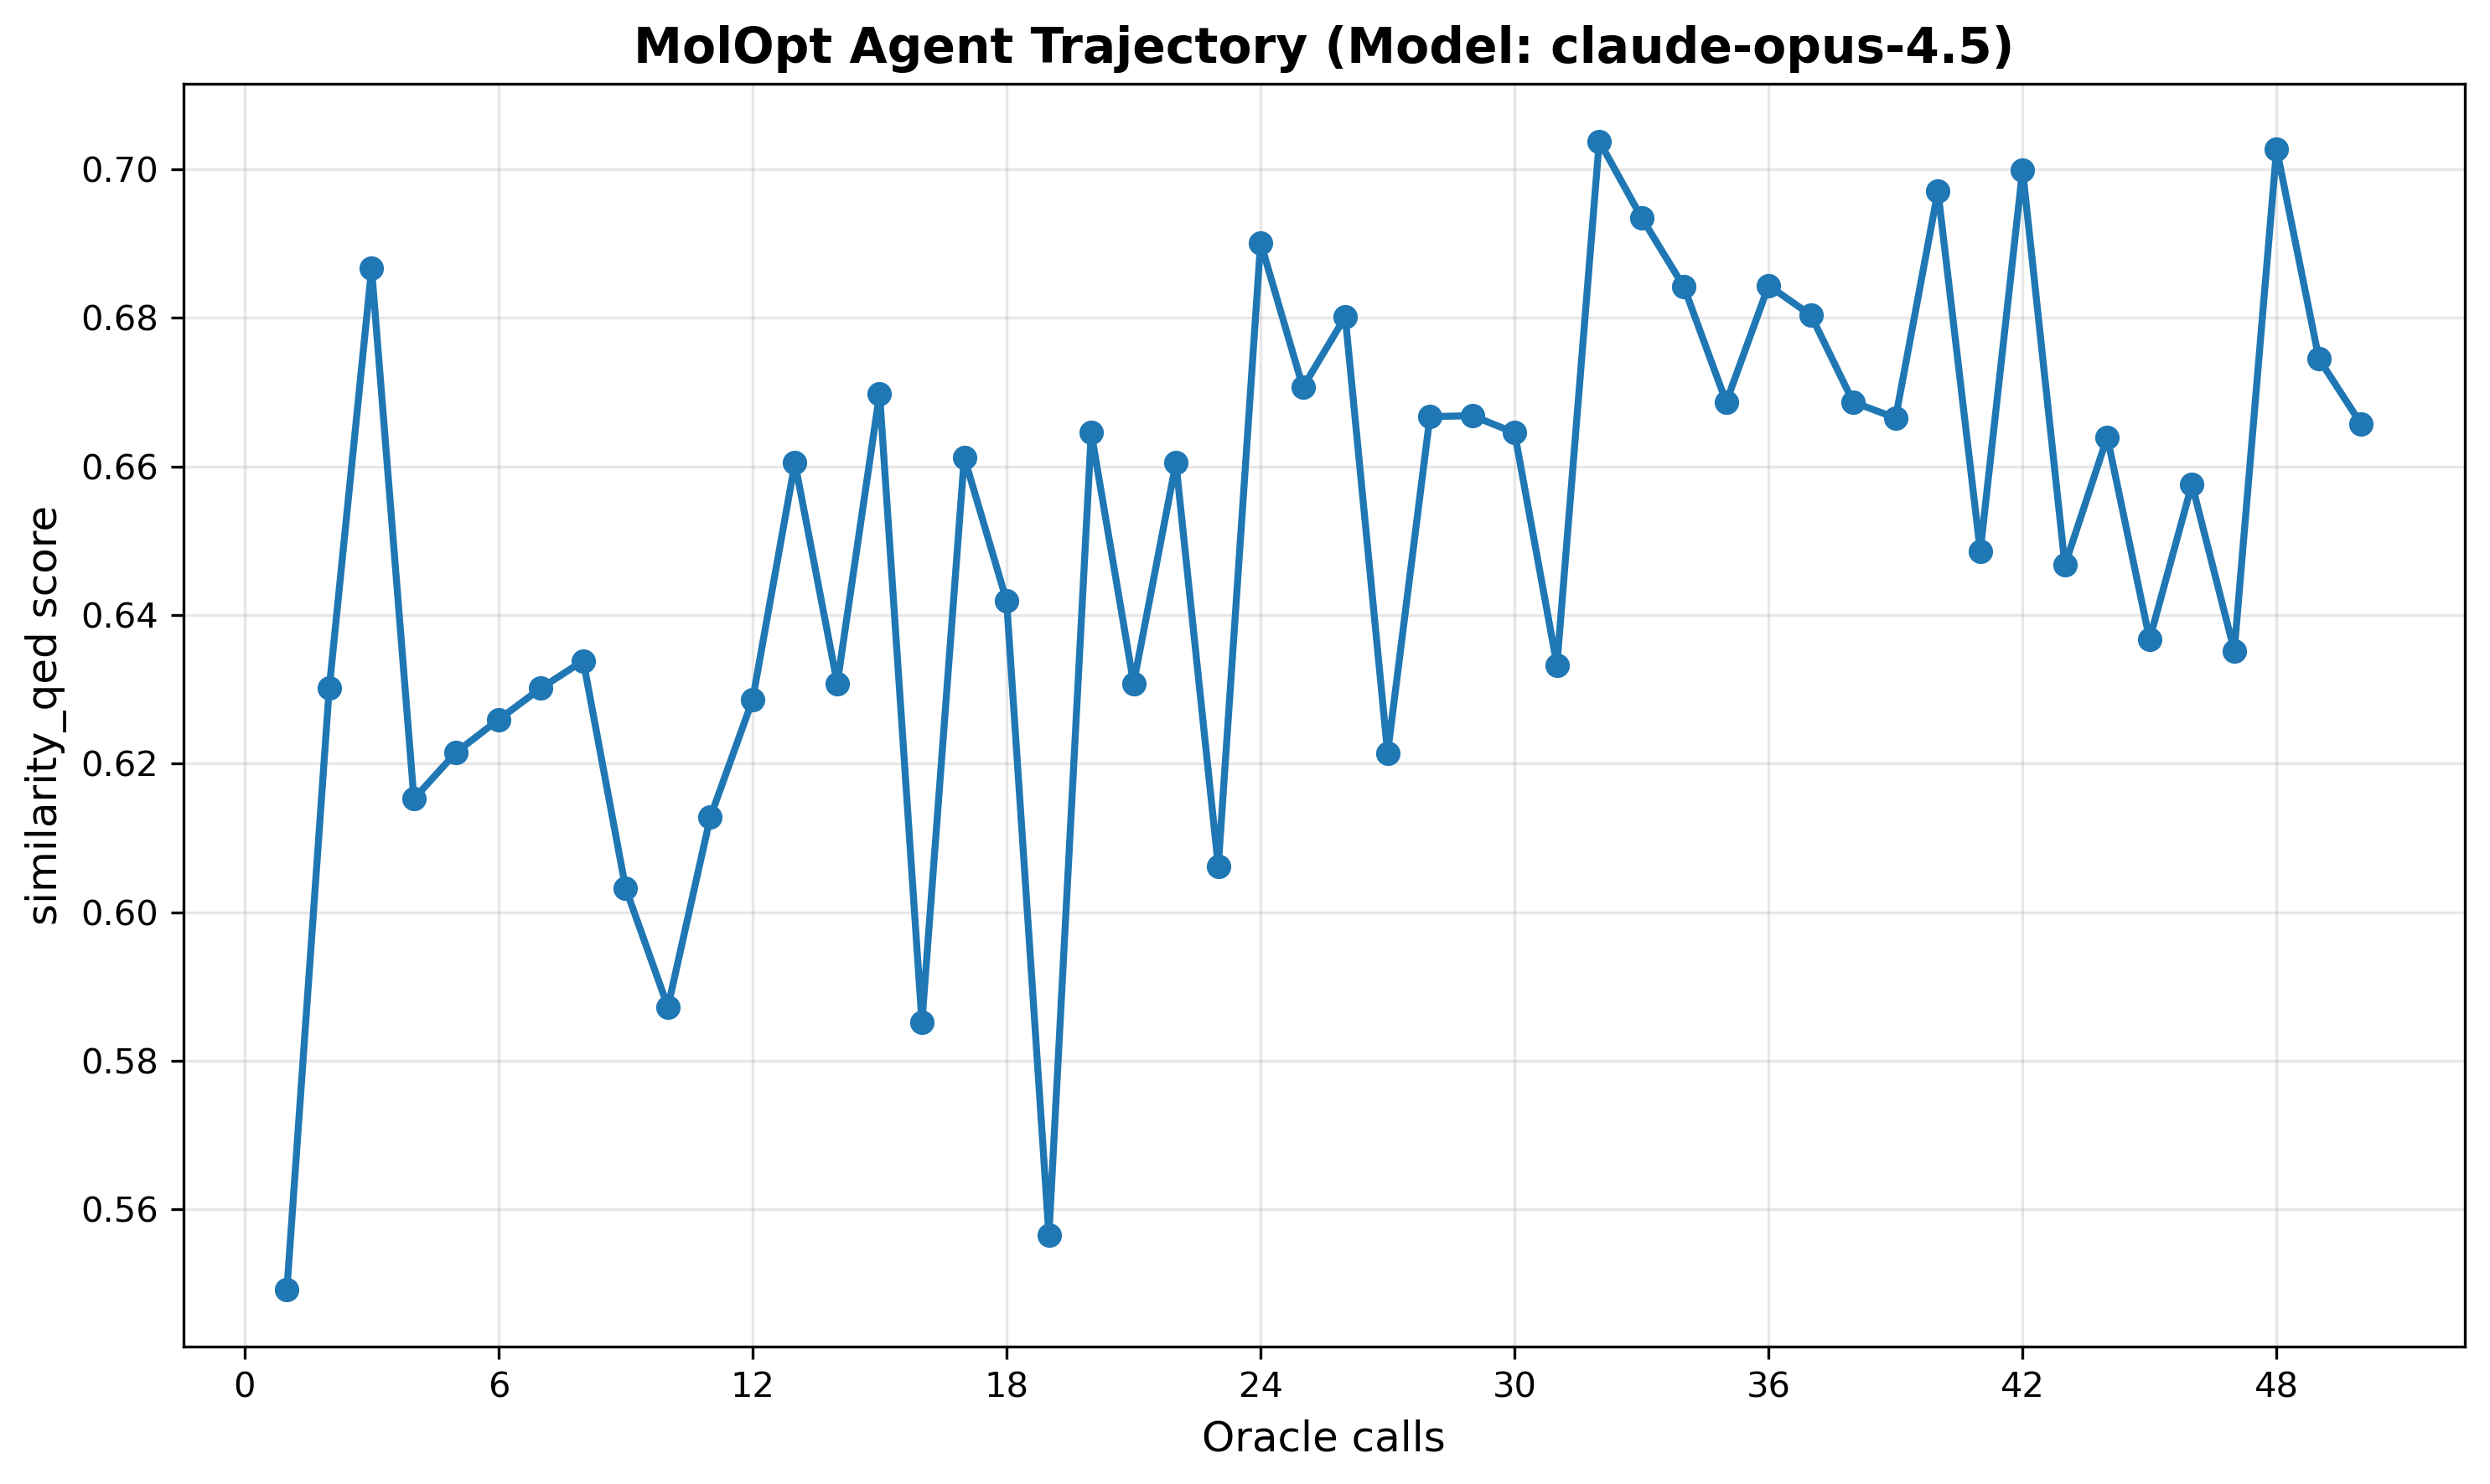 MolOpt Agent Trajectory (Model: claude-opus-4.5)
similarity_qed score
0.70
0.68
0.66
0.64
0.62
0.60
0.58
0.56
0 6 12 18 24 30 36 42 48
Oracle calls